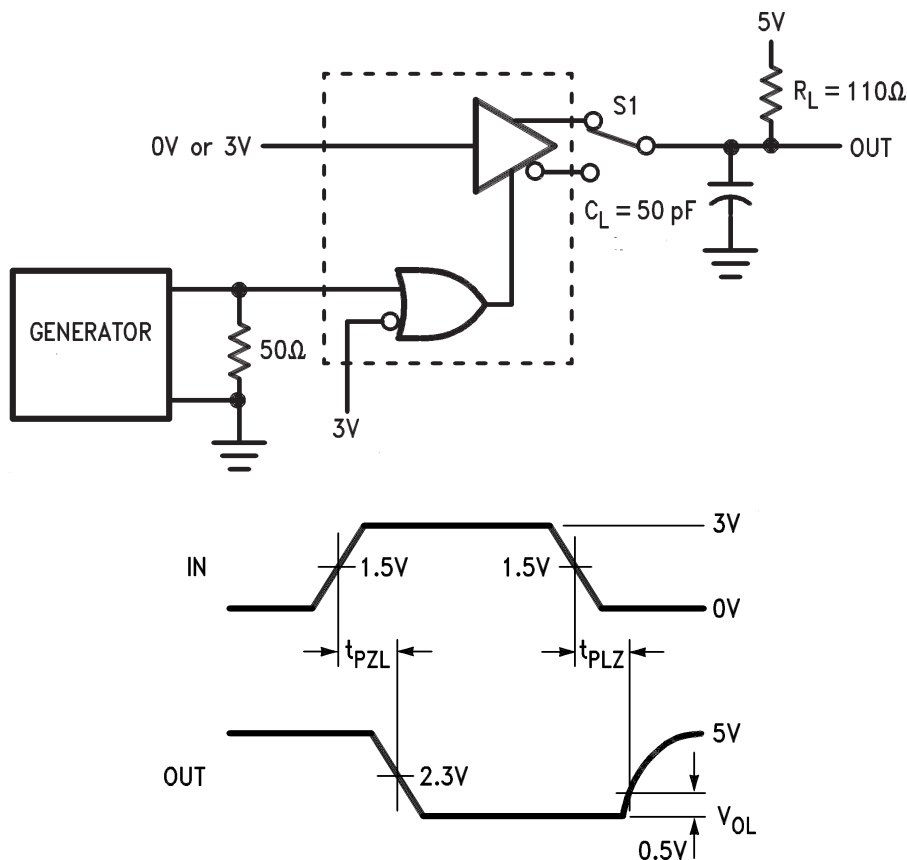 5V
R_L = 110Ω
S1
0V or 3V
OUT
C_L = 50 pF
GENERATOR
50Ω
3V
3V
IN
1.5V
1.5V
0V
t_PZL
t_PLZ
5V
OUT
2.3V
V_OL
0.5V